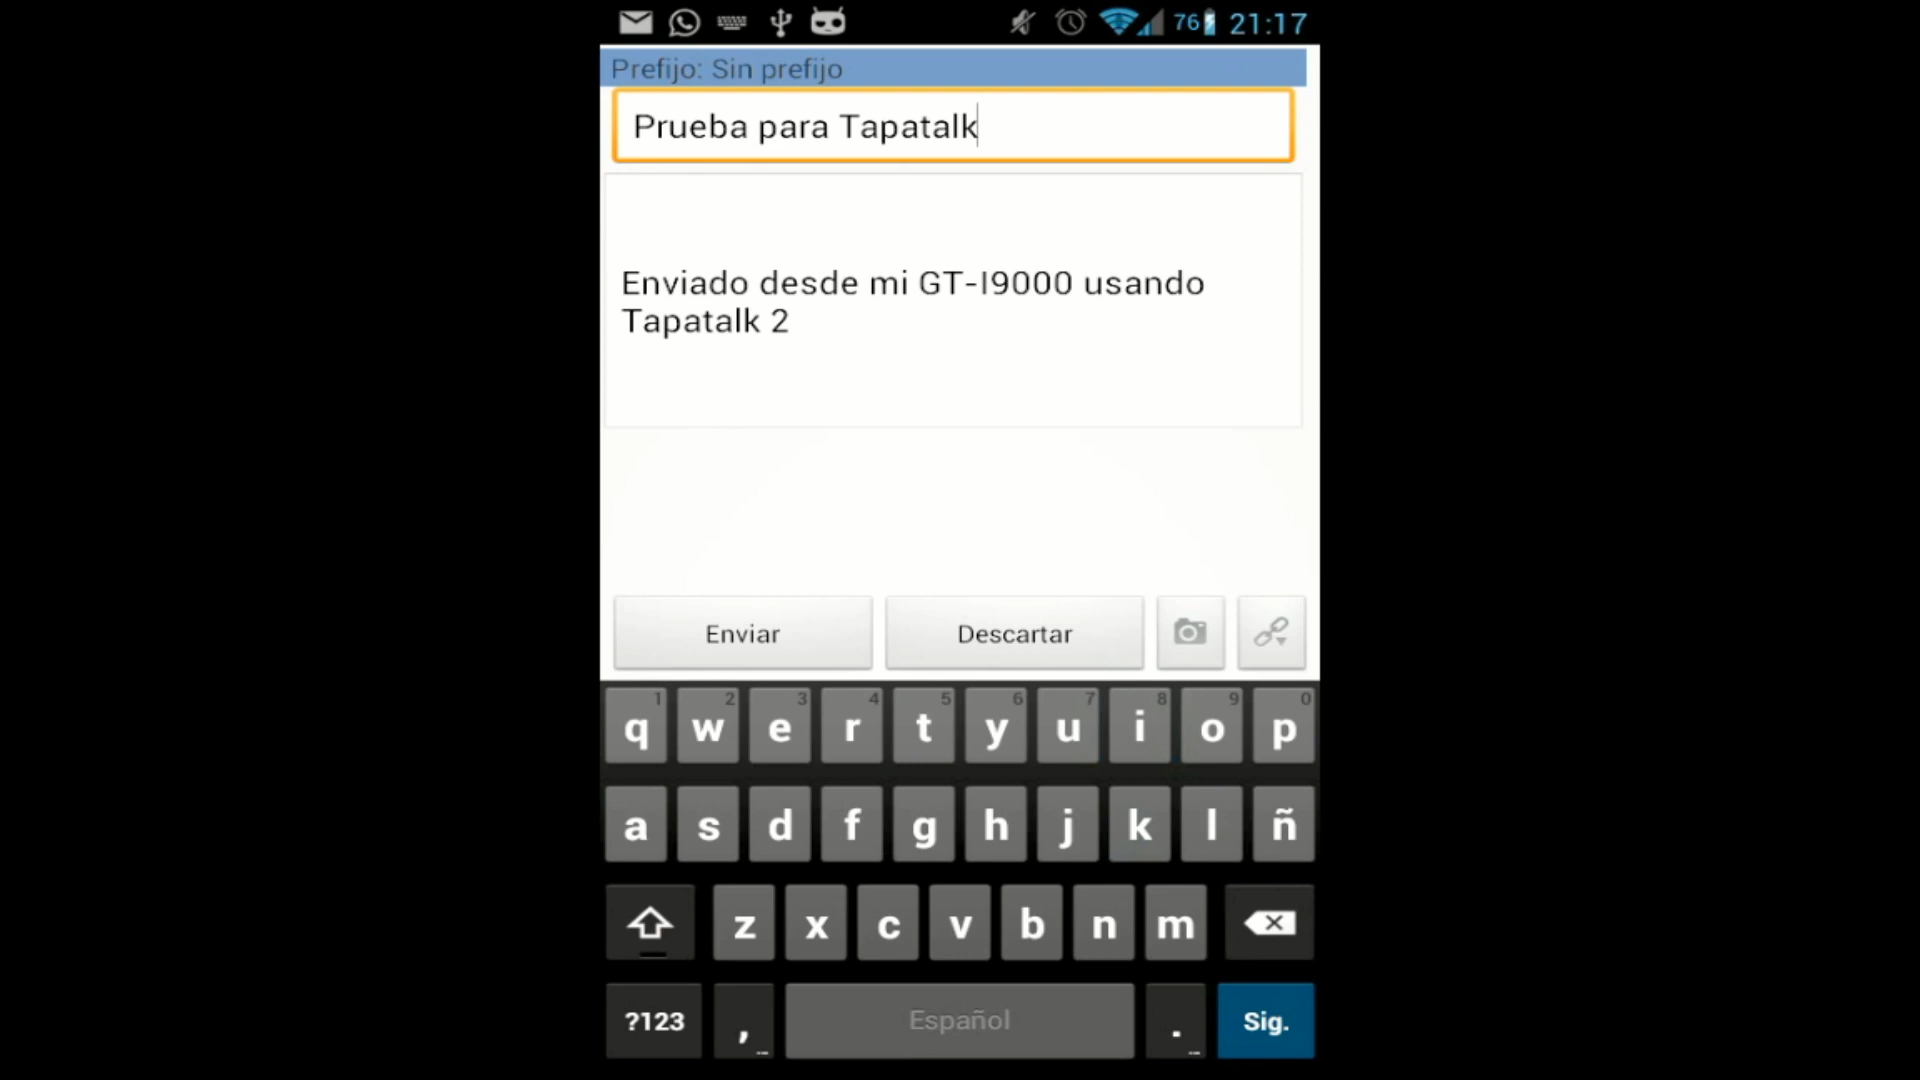 76 21:17
Prefijo: Sin prefijo
Prueba para Tapatalk
Enviado desde mi GT-I9000 usando
Tapatalk 2
Enviar Descartar
1 2 3 4 5 6 7 8 9 0
q w e r t y u i o p
a s d f g h j k l ñ
z x c v b n m
?123 , Español . Sig.